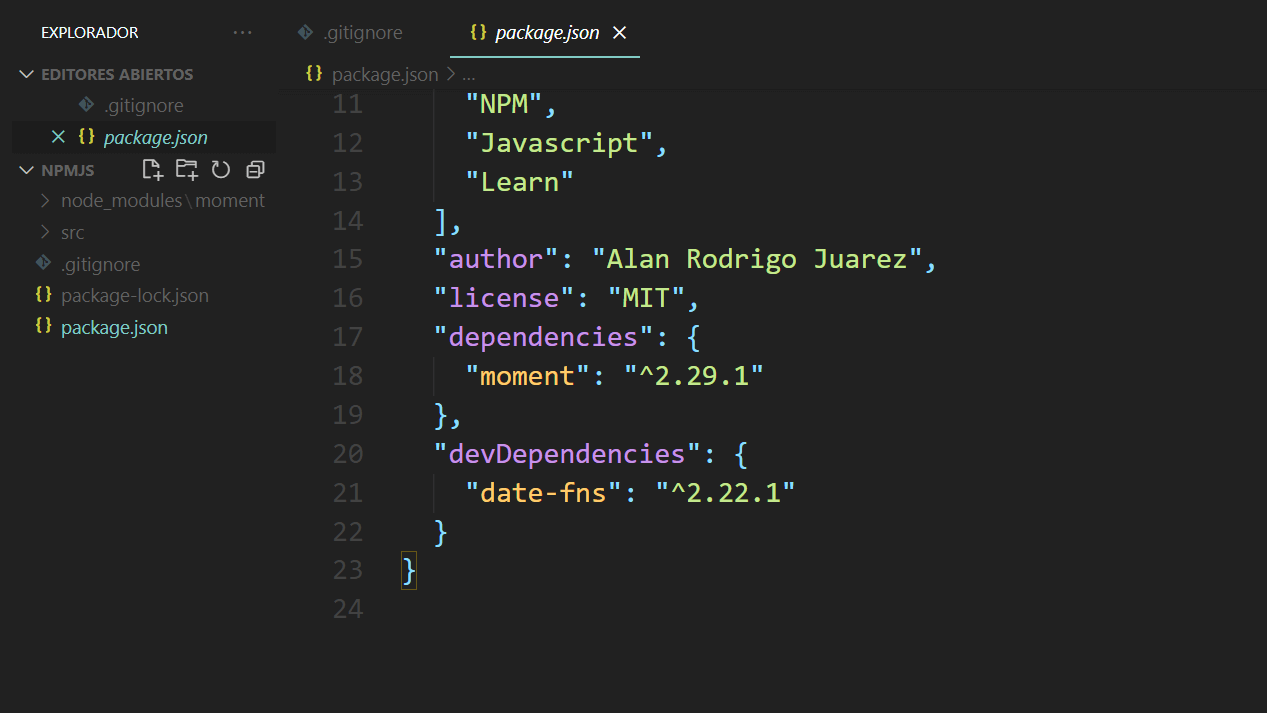 EXPLORADOR ...
EDITORES ABIERTOS
.gitignore
package.json
NPMJS
node_modules\moment
src
.gitignore
package-lock.json
package.json
.gitignore package.json
package.json > ...
11 "NPM",
12 "Javascript",
13 "Learn"
14 ],
15 "author": "Alan Rodrigo Juarez",
16 "license": "MIT",
17 "dependencies": {
18 "moment": "^2.29.1"
19 },
20 "devDependencies": {
21 "date-fns": "^2.22.1"
22 }
23 }
24